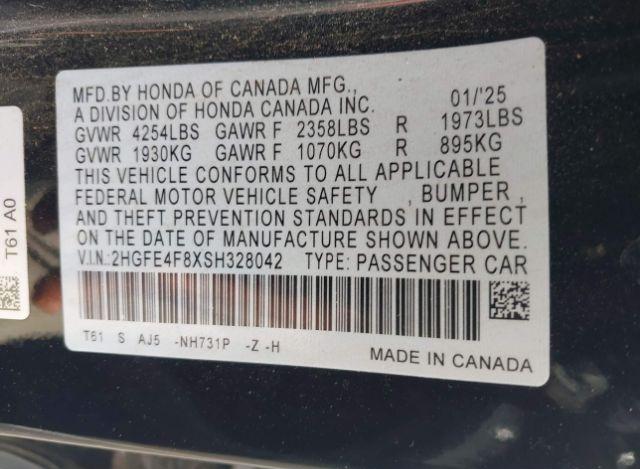 MFD.BY HONDA OF CANADA MFG.,
A DIVISION OF HONDA CANADA INC. 01/'25
GVWR 4254LBS GAWR F 2358LBS R 1973LBS
GVWR 1930KG GAWR F 1070KG R 895KG
THIS VEHICLE CONFORMS TO ALL APPLICABLE
FEDERAL MOTOR VEHICLE SAFETY , BUMPER ,
AND THEFT PREVENTION STANDARDS IN EFFECT
ON THE DATE OF MANUFACTURE SHOWN ABOVE.
V.I.N.:2HGFE4F8XSH328042 TYPE: PASSENGER CAR
T61 S AJ5 -NH731P -Z -H
MADE IN CANADA
T61 A0